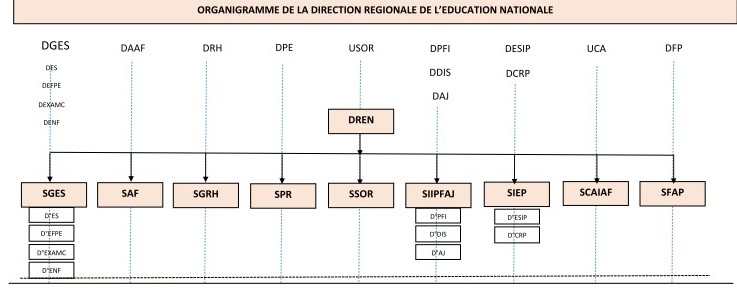 ORGANIGRAMME DE LA DIRECTION REGIONALE DE L'EDUCATION NATIONALE
DGES DAAF DRH DPE USOR DPFI DESIP UCA DFP
DES DDIS DCRP
DEFPE DAJ
DEXAMC
DENF
DREN
SGES SAF SGRH SPR SSOR SIIPFAJ SIEP SCAIAF SFAP
D°ES D°PFI D°ESIP
D°EFPE D°DIS D°CRP
D°EXAMC D°AJ
D°ENF